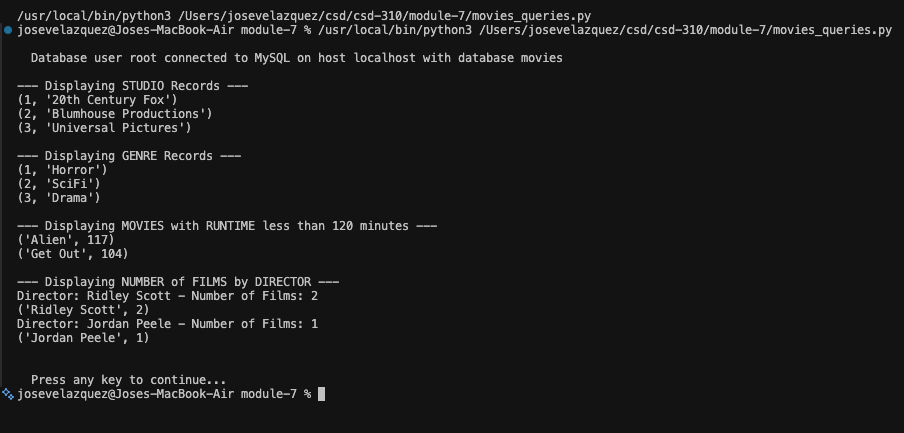 /usr/local/bin/python3 /Users/josevelazquez/csd/csd-310/module-7/movies_queries.py
josevelazquez@Joses-MacBook-Air module-7 % /usr/local/bin/python3 /Users/josevelazquez/csd/csd-310/module-7/movies_queries.py
Database user root connected to MySQL on host localhost with database movies
--- Displaying STUDIO Records ---
(1, '20th Century Fox')
(2, 'Blumhouse Productions')
(3, 'Universal Pictures')
--- Displaying GENRE Records ---
(1, 'Horror')
(2, 'SciFi')
(3, 'Drama')
--- Displaying MOVIES with RUNTIME less than 120 minutes ---
('Alien', 117)
('Get Out', 104)
--- Displaying NUMBER of FILMS by DIRECTOR ---
Director: Ridley Scott - Number of Films: 2
('Ridley Scott', 2)
Director: Jordan Peele - Number of Films: 1
('Jordan Peele', 1)
Press any key to continue...
josevelazquez@Joses-MacBook-Air module-7 %